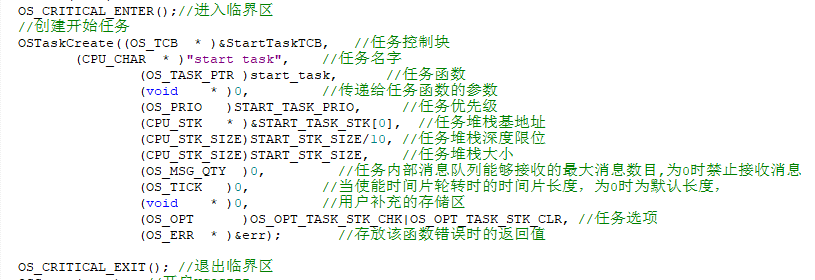 OS_CRITICAL_ENTER();//进入临界区
//创建开始任务
OSTaskCreate((OS_TCB * )&StartTaskTCB, //任务控制块
(CPU_CHAR * )"start task", //任务名字
(OS_TASK_PTR )start_task, //任务函数
(void * )0, //传递给任务函数的参数
(OS_PRIO )START_TASK_PRIO, //任务优先级
(CPU_STK * )&START_TASK_STK[0], //任务堆栈基地址
(CPU_STK_SIZE)START_STK_SIZE/10, //任务堆栈深度限位
(CPU_STK_SIZE)START_STK_SIZE, //任务堆栈大小
(OS_MSG_QTY )0, //任务内部消息队列能够接收的最大消息数目,为0时禁止接收消息
(OS_TICK )0, //当使能时间片轮转时的时间片长度，为0时为默认长度，
(void * )0, //用户补充的存储区
(OS_OPT )OS_OPT_TASK_STK_CHK|OS_OPT_TASK_STK_CLR, //任务选项
(OS_ERR * )&err); //存放该函数错误时的返回值
OS_CRITICAL_EXIT(); //退出临界区